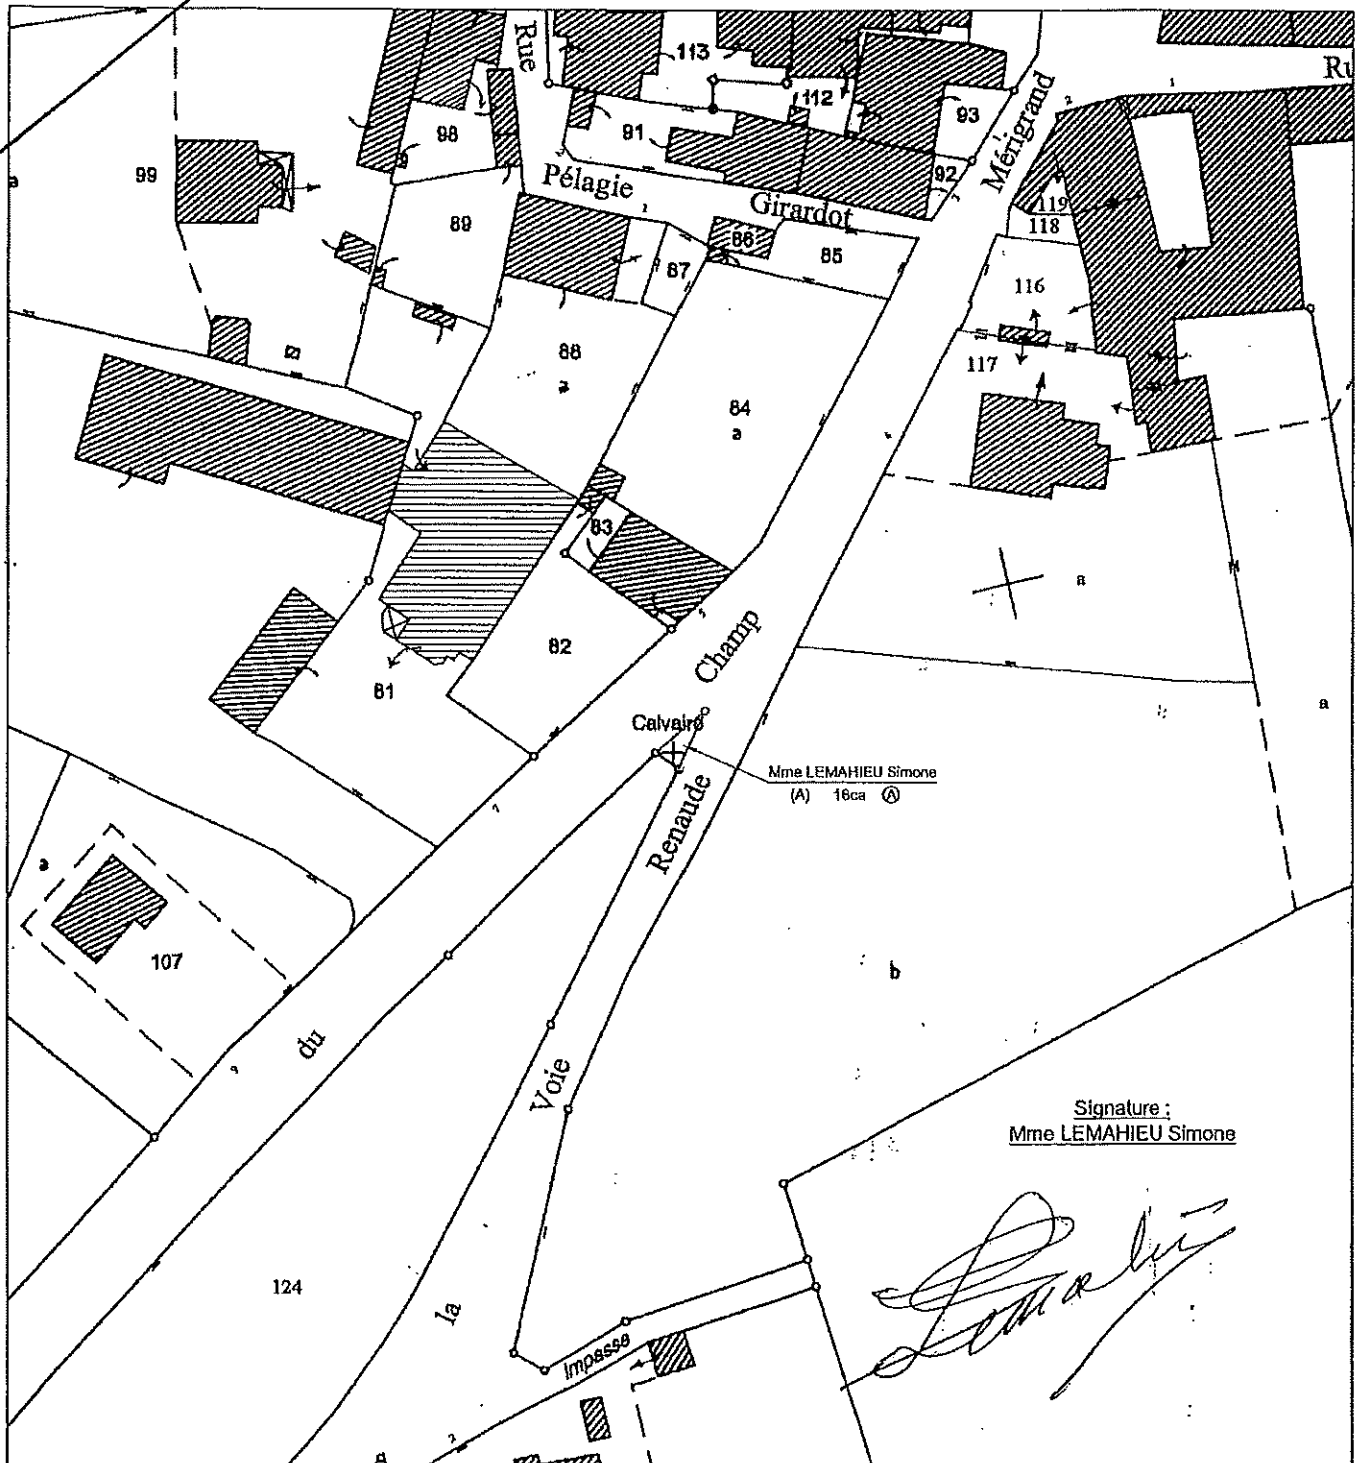 Rue
113
112
93
98
91
Mérigrand
99
Pélagie
92
Girardot
119
118
89
86
85
87
116
88
a
117
84
a
83
a
82
Champ
81
a
Calvaire
Mme LEMAHIEU Simone
(A) 16ca Ⓐ
Renaude
a
107
b
du
Voie
Signature :
Mme LEMAHIEU Simone
124
la
Impasse